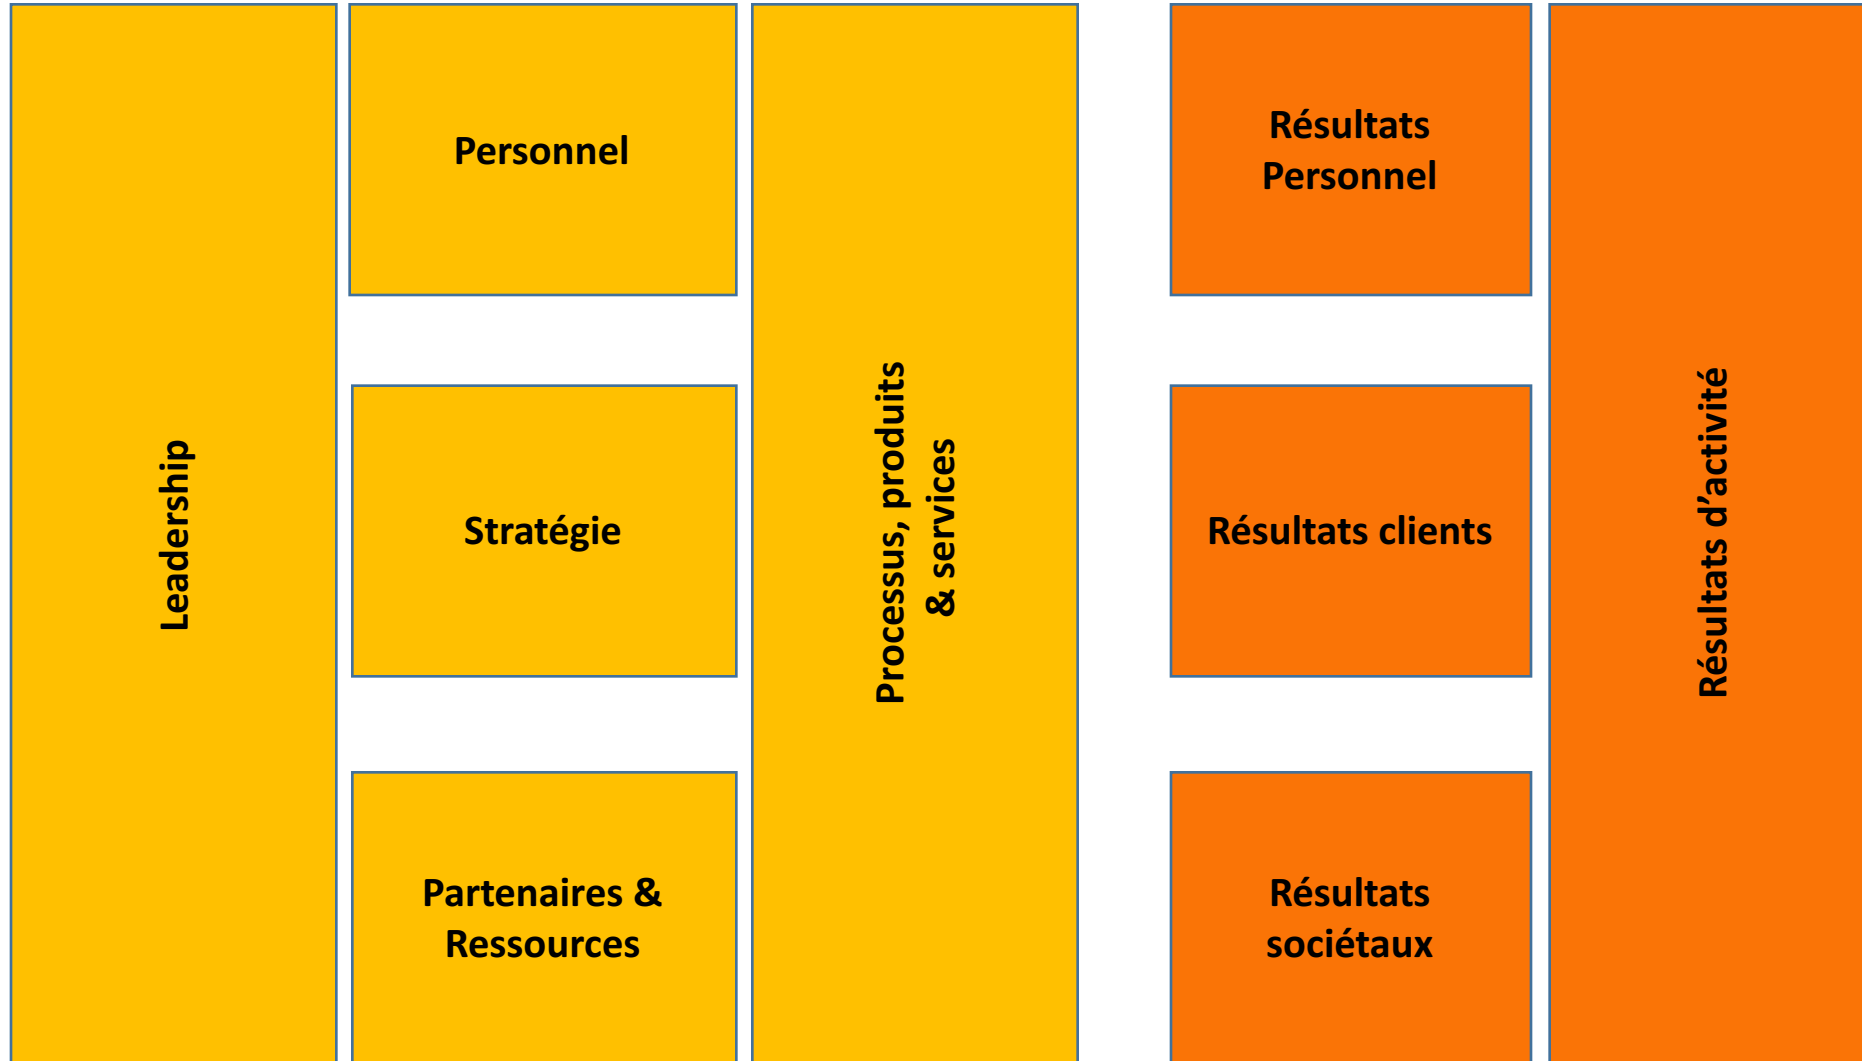 Leadership
Personnel
Stratégie
Partenaires &
Ressources
Processus, produits
& services
Résultats
Personnel
Résultats clients
Résultats
sociétaux
Résultats d’activité